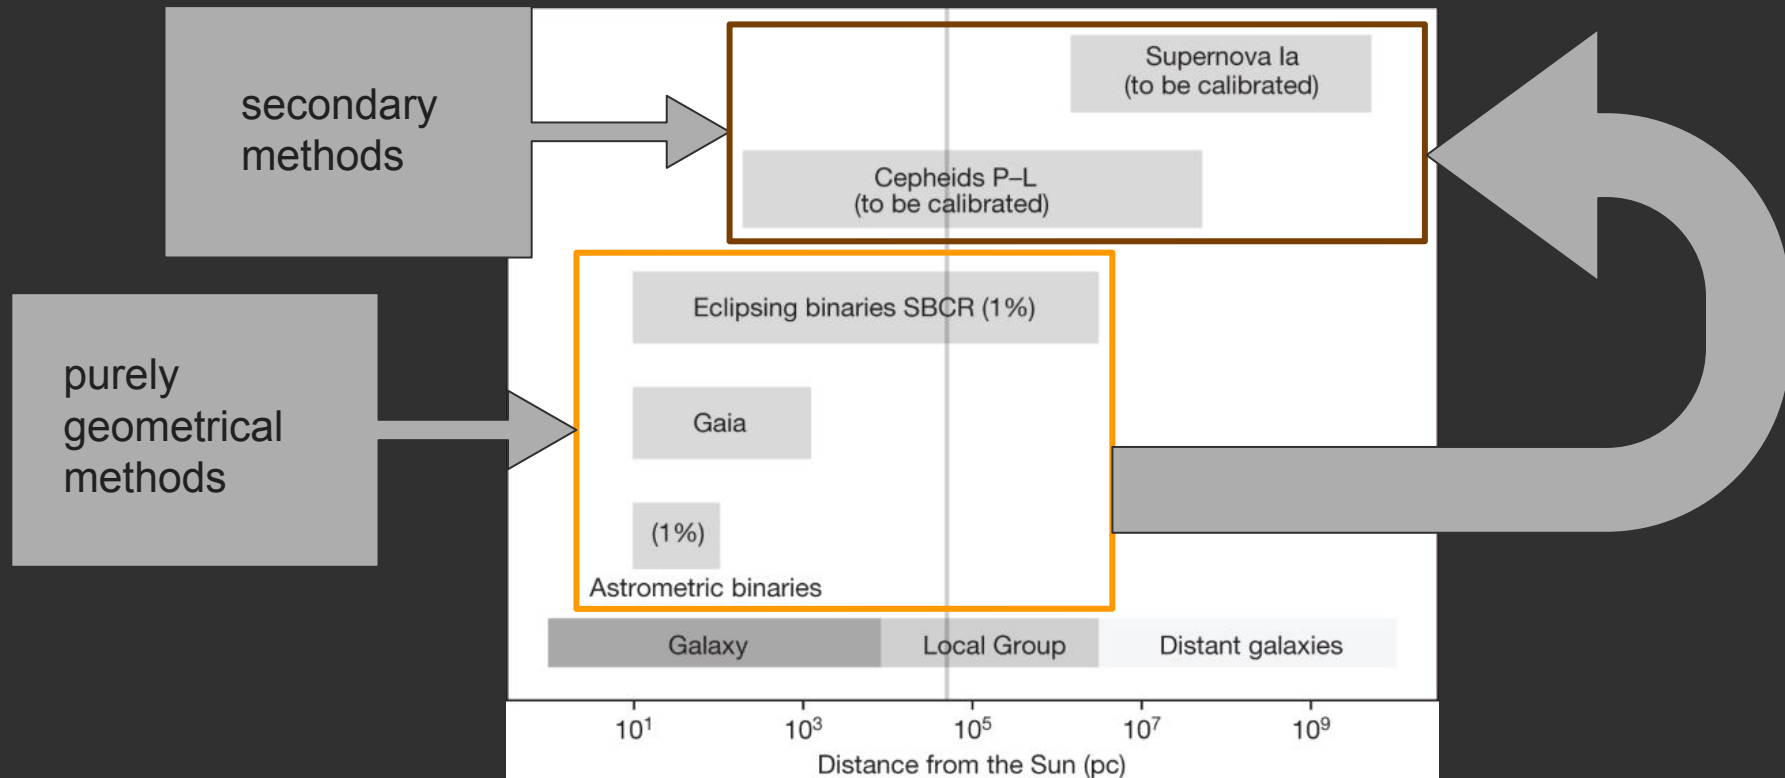 secondary
methods
Supernova Ia
(to be calibrated)
Cepheids P–L
(to be calibrated)
purely
geometrical
methods
Eclipsing binaries SBCR (1%)
Gaia
(1%)
Astrometric binaries
Galaxy
Local Group
Distant galaxies
10¹
10³
10⁵
10⁷
10⁹
Distance from the Sun (pc)